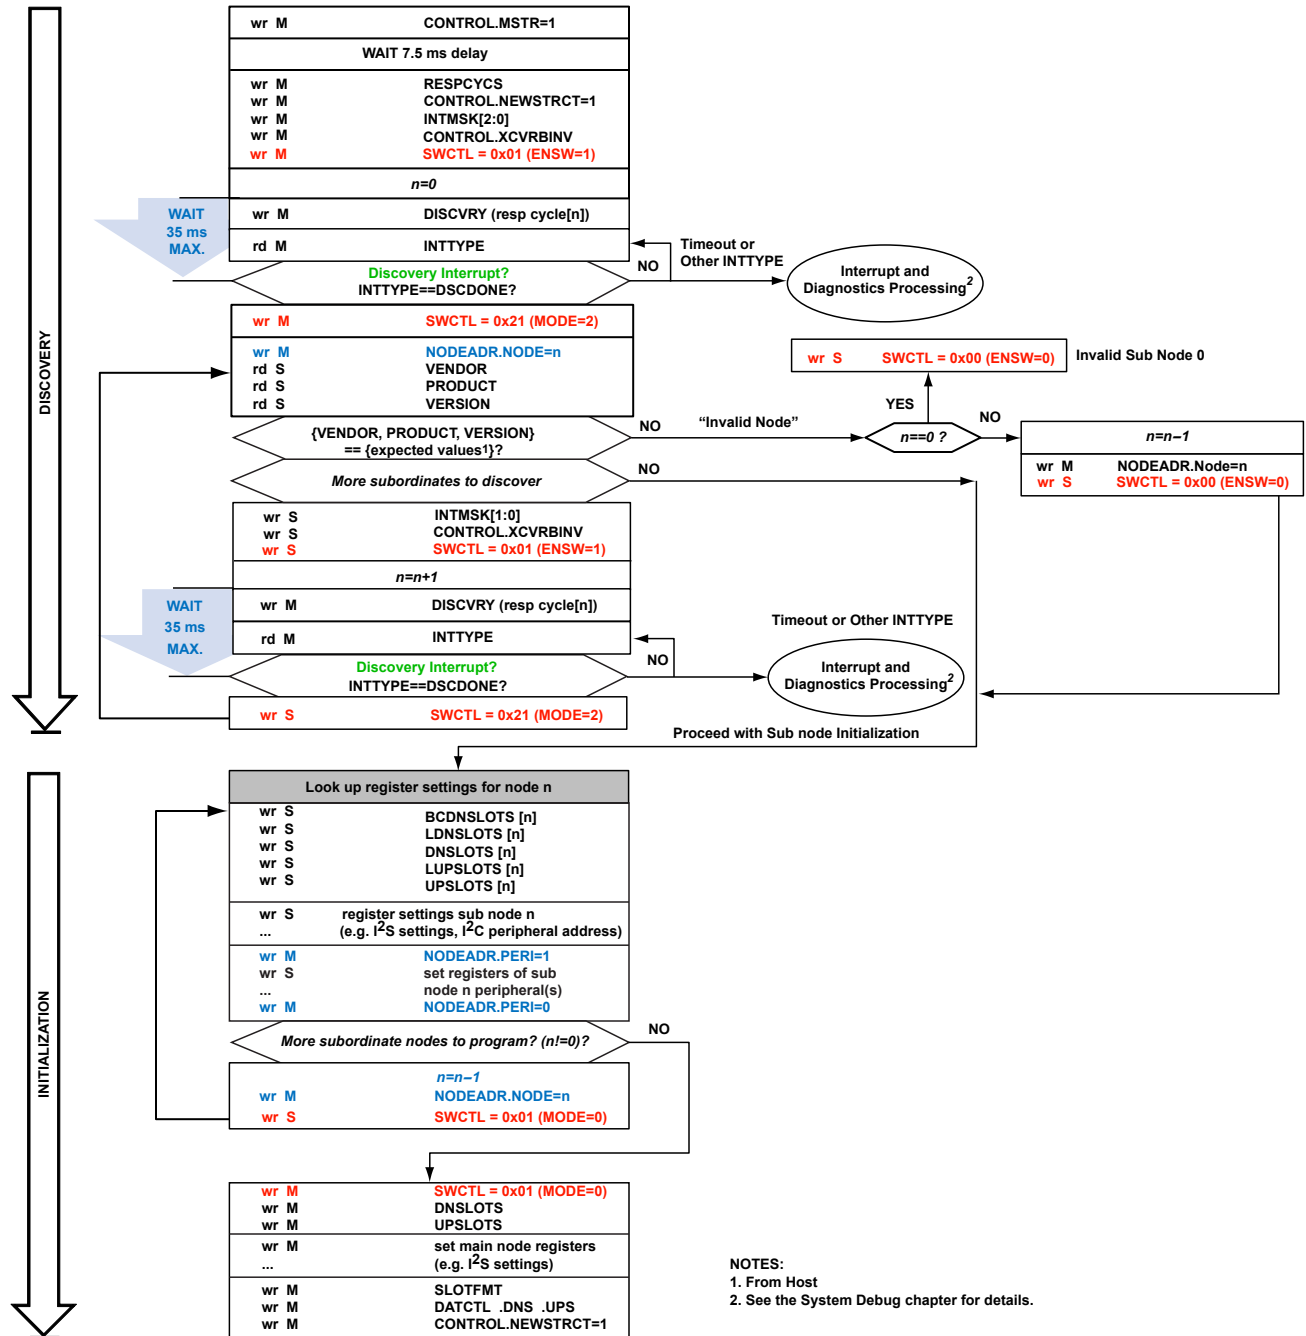 DISCOVERY
wr M CONTROL.MSTR=1
WAIT 7.5 ms delay
wr M RESPCYCS
wr M CONTROL.NEWSTRCT=1
wr M INTMSK[2:0]
wr M CONTROL.XCVRBINV
wr M SWCTL = 0x01 (ENSW=1)
n=0
WAIT
35 ms
MAX.
wr M DISCVRY (resp cycle[n])
rd M INTTYPE
Timeout or
Other INTTYPE
NO
Discovery Interrupt?
INTTYPE==DSCDONE?
Interrupt and
Diagnostics Processing2
wr M SWCTL = 0x21 (MODE=2)
wr M NODEADR.NODE=n
rd S VENDOR
rd S PRODUCT
rd S VERSION
wr S SWCTL = 0x00 (ENSW=0)
Invalid Sub Node 0
YES
{VENDOR, PRODUCT, VERSION}
== {expected values1}?
NO
“Invalid Node”
n==0 ?
NO
n=n−1
wr M NODEADR.Node=n
wr S SWCTL = 0x00 (ENSW=0)
More subordinates to discover
NO
wr S INTMSK[1:0]
wr S CONTROL.XCVRBINV
wr S SWCTL = 0x01 (ENSW=1)
n=n+1
WAIT
35 ms
MAX.
wr M DISCVRY (resp cycle[n])
rd M INTTYPE
Timeout or Other INTTYPE
NO
Discovery Interrupt?
INTTYPE==DSCDONE?
Interrupt and
Diagnostics Processing2
wr S SWCTL = 0x21 (MODE=2)
Proceed with Sub node Initialization
INITIALIZATION
Look up register settings for node n
wr S BCDNSLOTS [n]
wr S LDNSLOTS [n]
wr S DNSLOTS [n]
wr S LUPSLOTS [n]
wr S UPSLOTS [n]
wr S register settings sub node n
... (e.g. I2S settings, I2C peripheral address)
wr M NODEADR.PERI=1
wr S set registers of sub
... node n peripheral(s)
wr M NODEADR.PERI=0
More subordinate nodes to program? (n!=0)?
NO
n=n−1
wr M NODEADR.NODE=n
wr S SWCTL = 0x01 (MODE=0)
wr M SWCTL = 0x01 (MODE=0)
wr M DNSLOTS
wr M UPSLOTS
wr M set main node registers
... (e.g. I2S settings)
wr M SLOTFMT
wr M DATCTL .DNS .UPS
wr M CONTROL.NEWSTRCT=1
NOTES:
1. From Host
2. See the System Debug chapter for details.